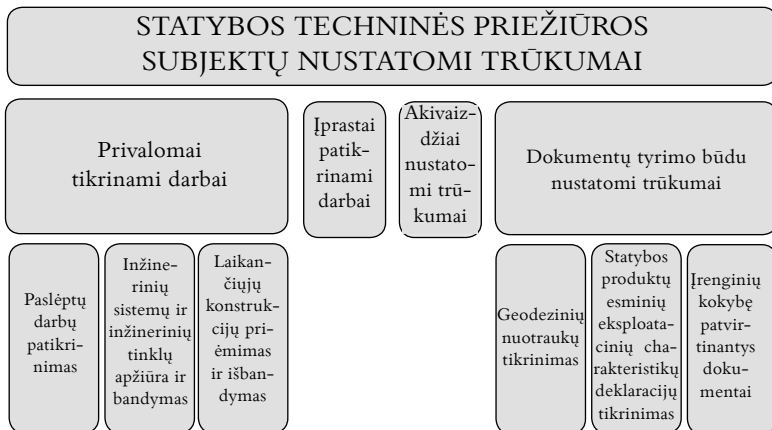 STATYBOS TECHNINĖS PRIEŽIŪROS
SUBJEKTŲ NUSTATOMI TRŪKUMAI
Privalomai
tikrinami darbai
Įprastai
patik-
rinami
darbai
Akivaiz-
džiai
nustato-
mi trū-
kumai
Dokumentų tyrimo būdu
nustatomi trūkumai
Paslėptų
darbų
patikri-
nimas
Inžine-
rinių
sistemų ir
inžinerinių
tinklų
apžiūra ir
bandymas
Laikan-
čiųjų
konstruk-
cijų pri-
ėmimas
ir išban-
dymas
Geodezinių
nuotraukų
tikrinimas
Statybos
produktų
esminių
eksploata-
cinių cha-
rakteristikų
deklaracijų
tikrinimas
Įrenginių
kokybę
patvir-
tinantys
doku-
mentai